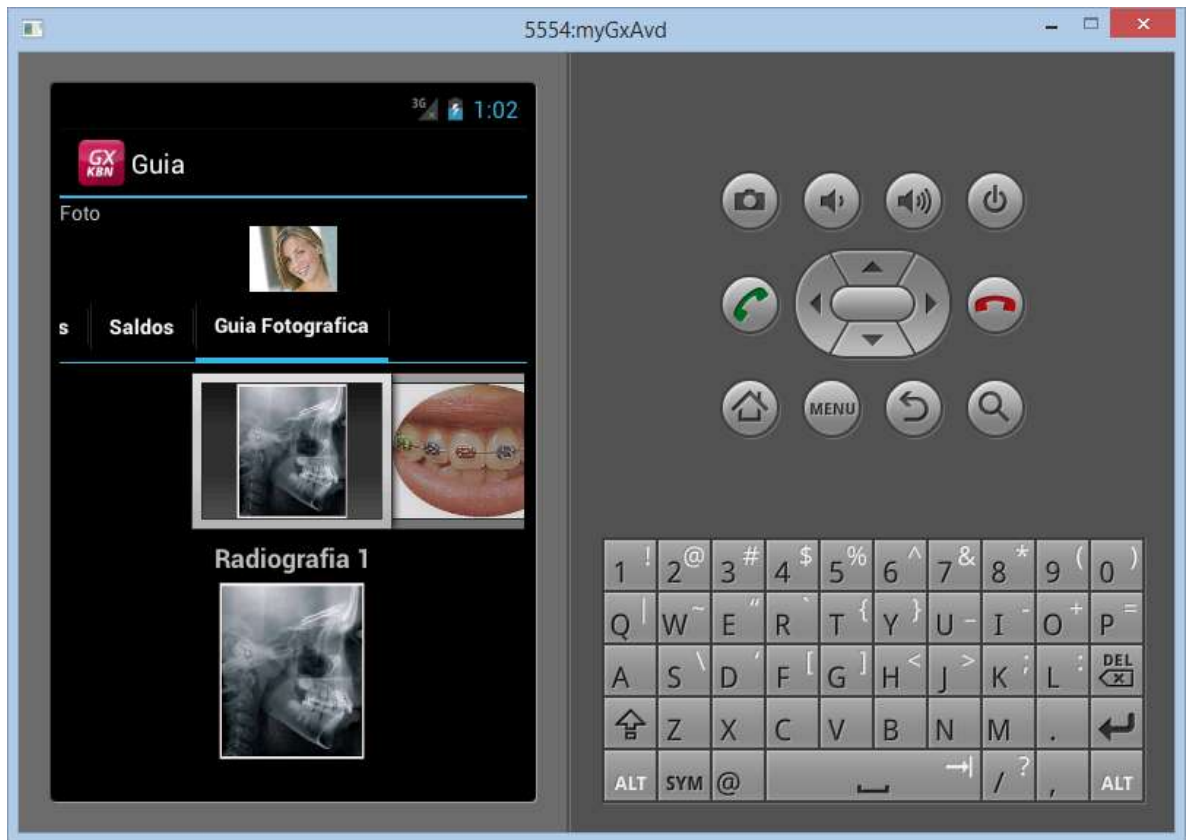 5554:myGxAvd
3G 1:02
GX
KBN
Guia
Foto
s Saldos Guia Fotografica
Radiografia 1
MENU
1 ! 2 @ 3 # 4 $ 5 % 6 ^ 7 & 8 * 9 ( 0 )
Q | W ~ E " R ` T { Y } U _ I - O + P =
A S \ D ' F [ G ] H < J > K ; L : DEL
Z X C V B N M .
ALT SYM @ / ? , ALT